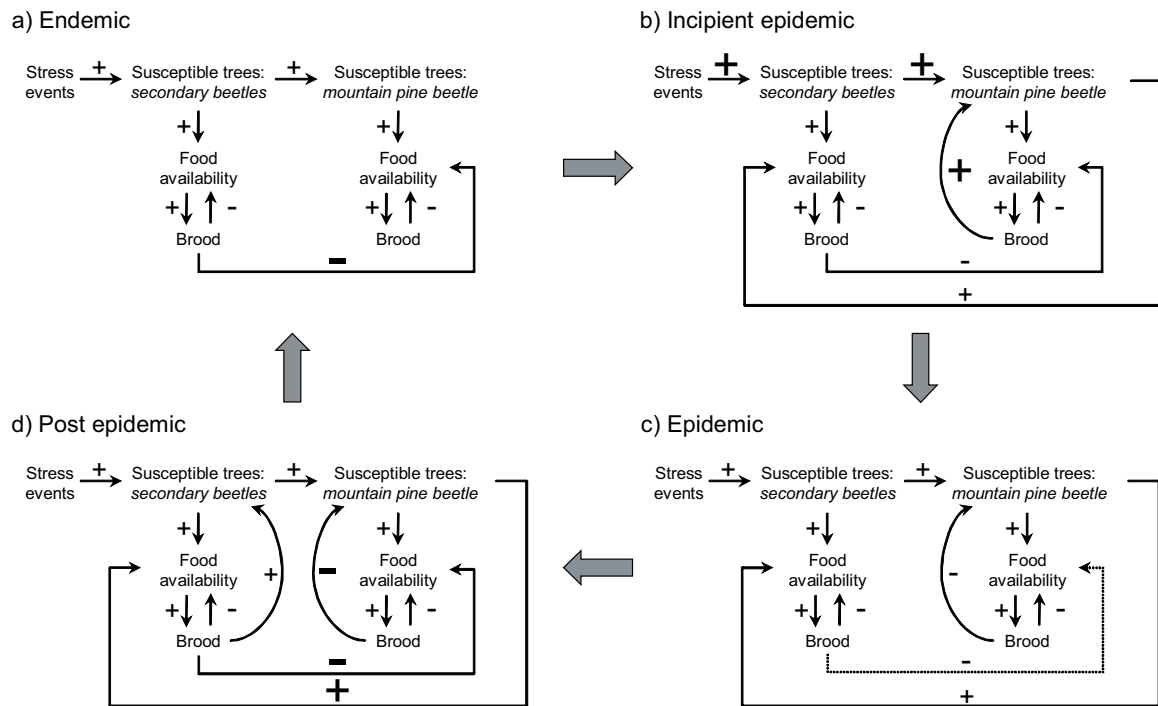 a) Endemic
Stress
events
+
Susceptible trees:
secondary beetles
+
Susceptible trees:
mountain pine beetle
+
Food
availability
+
-
Brood
+
Food
availability
+
-
Brood
-
b) Incipient epidemic
Stress
events
+
Susceptible trees:
secondary beetles
+
Susceptible trees:
mountain pine beetle
+
Food
availability
+
-
Brood
+
+
Food
availability
+
-
Brood
-
+
d) Post epidemic
Stress
events
+
Susceptible trees:
secondary beetles
+
Susceptible trees:
mountain pine beetle
+
Food
availability
+
-
Brood
+
-
+
Food
availability
+
-
Brood
-
+
c) Epidemic
Stress
events
+
Susceptible trees:
secondary beetles
+
Susceptible trees:
mountain pine beetle
+
Food
availability
+
-
Brood
-
+
Food
availability
+
-
Brood
-
+